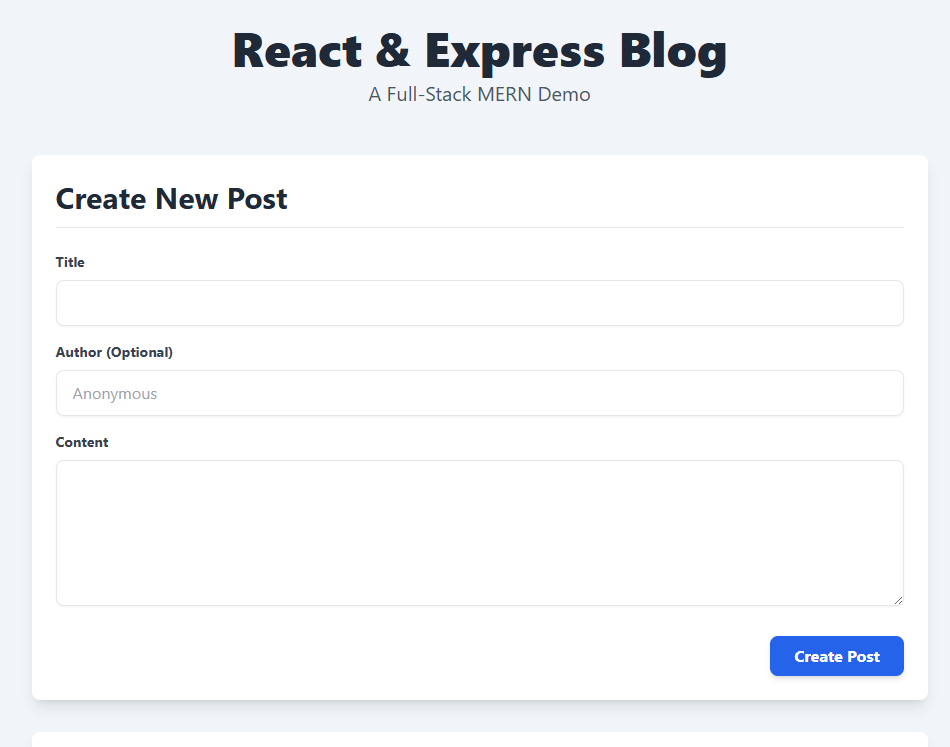 React & Express Blog
A Full-Stack MERN Demo
Create New Post
Title
Author (Optional)
Anonymous
Content
Create Post